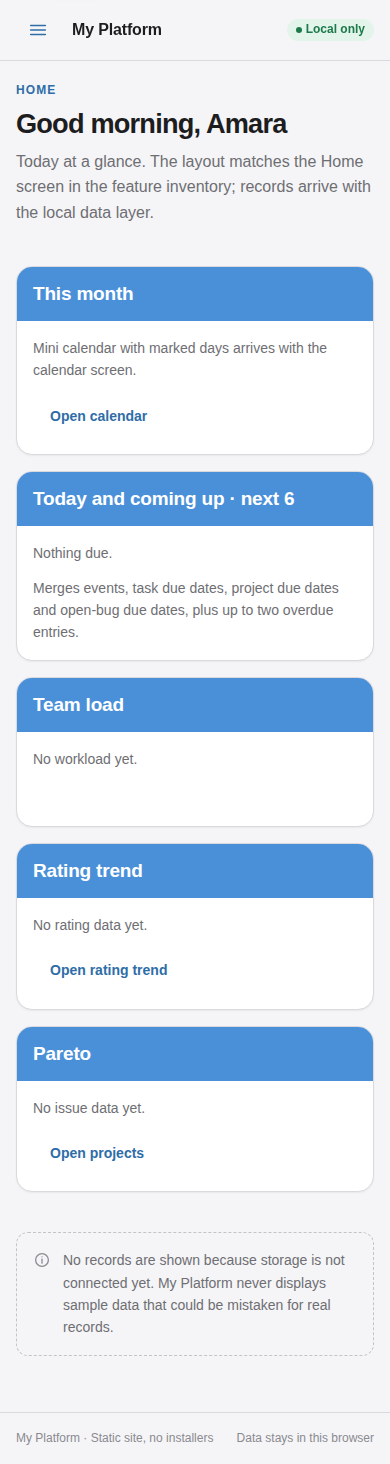 My Platform
Local only
HOME
Good morning, Amara
Today at a glance. The layout matches the Home
screen in the feature inventory; records arrive with
the local data layer.
This month
Mini calendar with marked days arrives with the
calendar screen.
Open calendar
Today and coming up · next 6
Nothing due.
Merges events, task due dates, project due dates
and open-bug due dates, plus up to two overdue
entries.
Team load
No workload yet.
Rating trend
No rating data yet.
Open rating trend
Pareto
No issue data yet.
Open projects
No records are shown because storage is not
connected yet. My Platform never displays
sample data that could be mistaken for real
records.
My Platform · Static site, no installers
Data stays in this browser